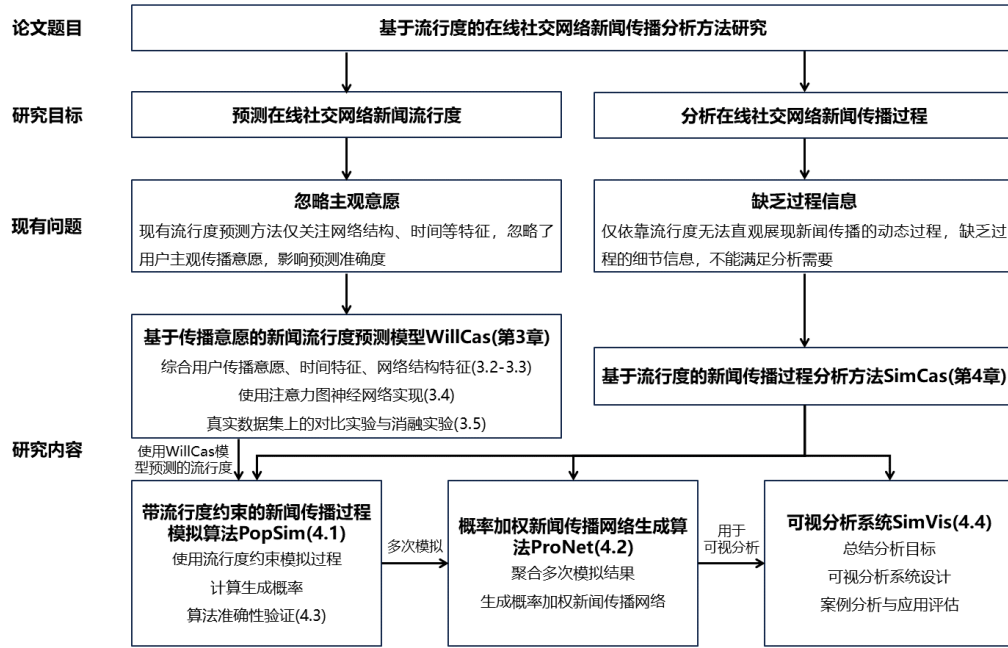 论文题目
基于流行度的在线社交网络新闻传播分析方法研究
研究目标
预测在线社交网络新闻流行度
分析在线社交网络新闻传播过程
现有问题
忽略主观意愿
现有流行度预测方法仅关注网络结构、时间等特征，忽略了
用户主观传播意愿，影响预测准确度
缺乏过程信息
仅依靠流行度无法直观展现新闻传播的动态过程，缺乏过
程的细节信息，不能满足分析需要
研究内容
基于传播意愿的新闻流行度预测模型WillCas(第3章)
综合用户传播意愿、时间特征、网络结构特征(3.2-3.3)
使用注意力图神经网络实现(3.4)
真实数据集上的对比实验与消融实验(3.5)
基于流行度的新闻传播过程分析方法SimCas(第4章)
使用WillCas模
型预测的流行度
带流行度约束的新闻传播过程
模拟算法PopSim(4.1)
使用流行度约束模拟过程
计算生成概率
算法准确性验证(4.3)
多次模拟
概率加权新闻传播网络生成算
法ProNet(4.2)
聚合多次模拟结果
生成概率加权新闻传播网络
用于
可视分析
可视分析系统SimVis(4.4)
总结分析目标
可视分析系统设计
案例分析与应用评估